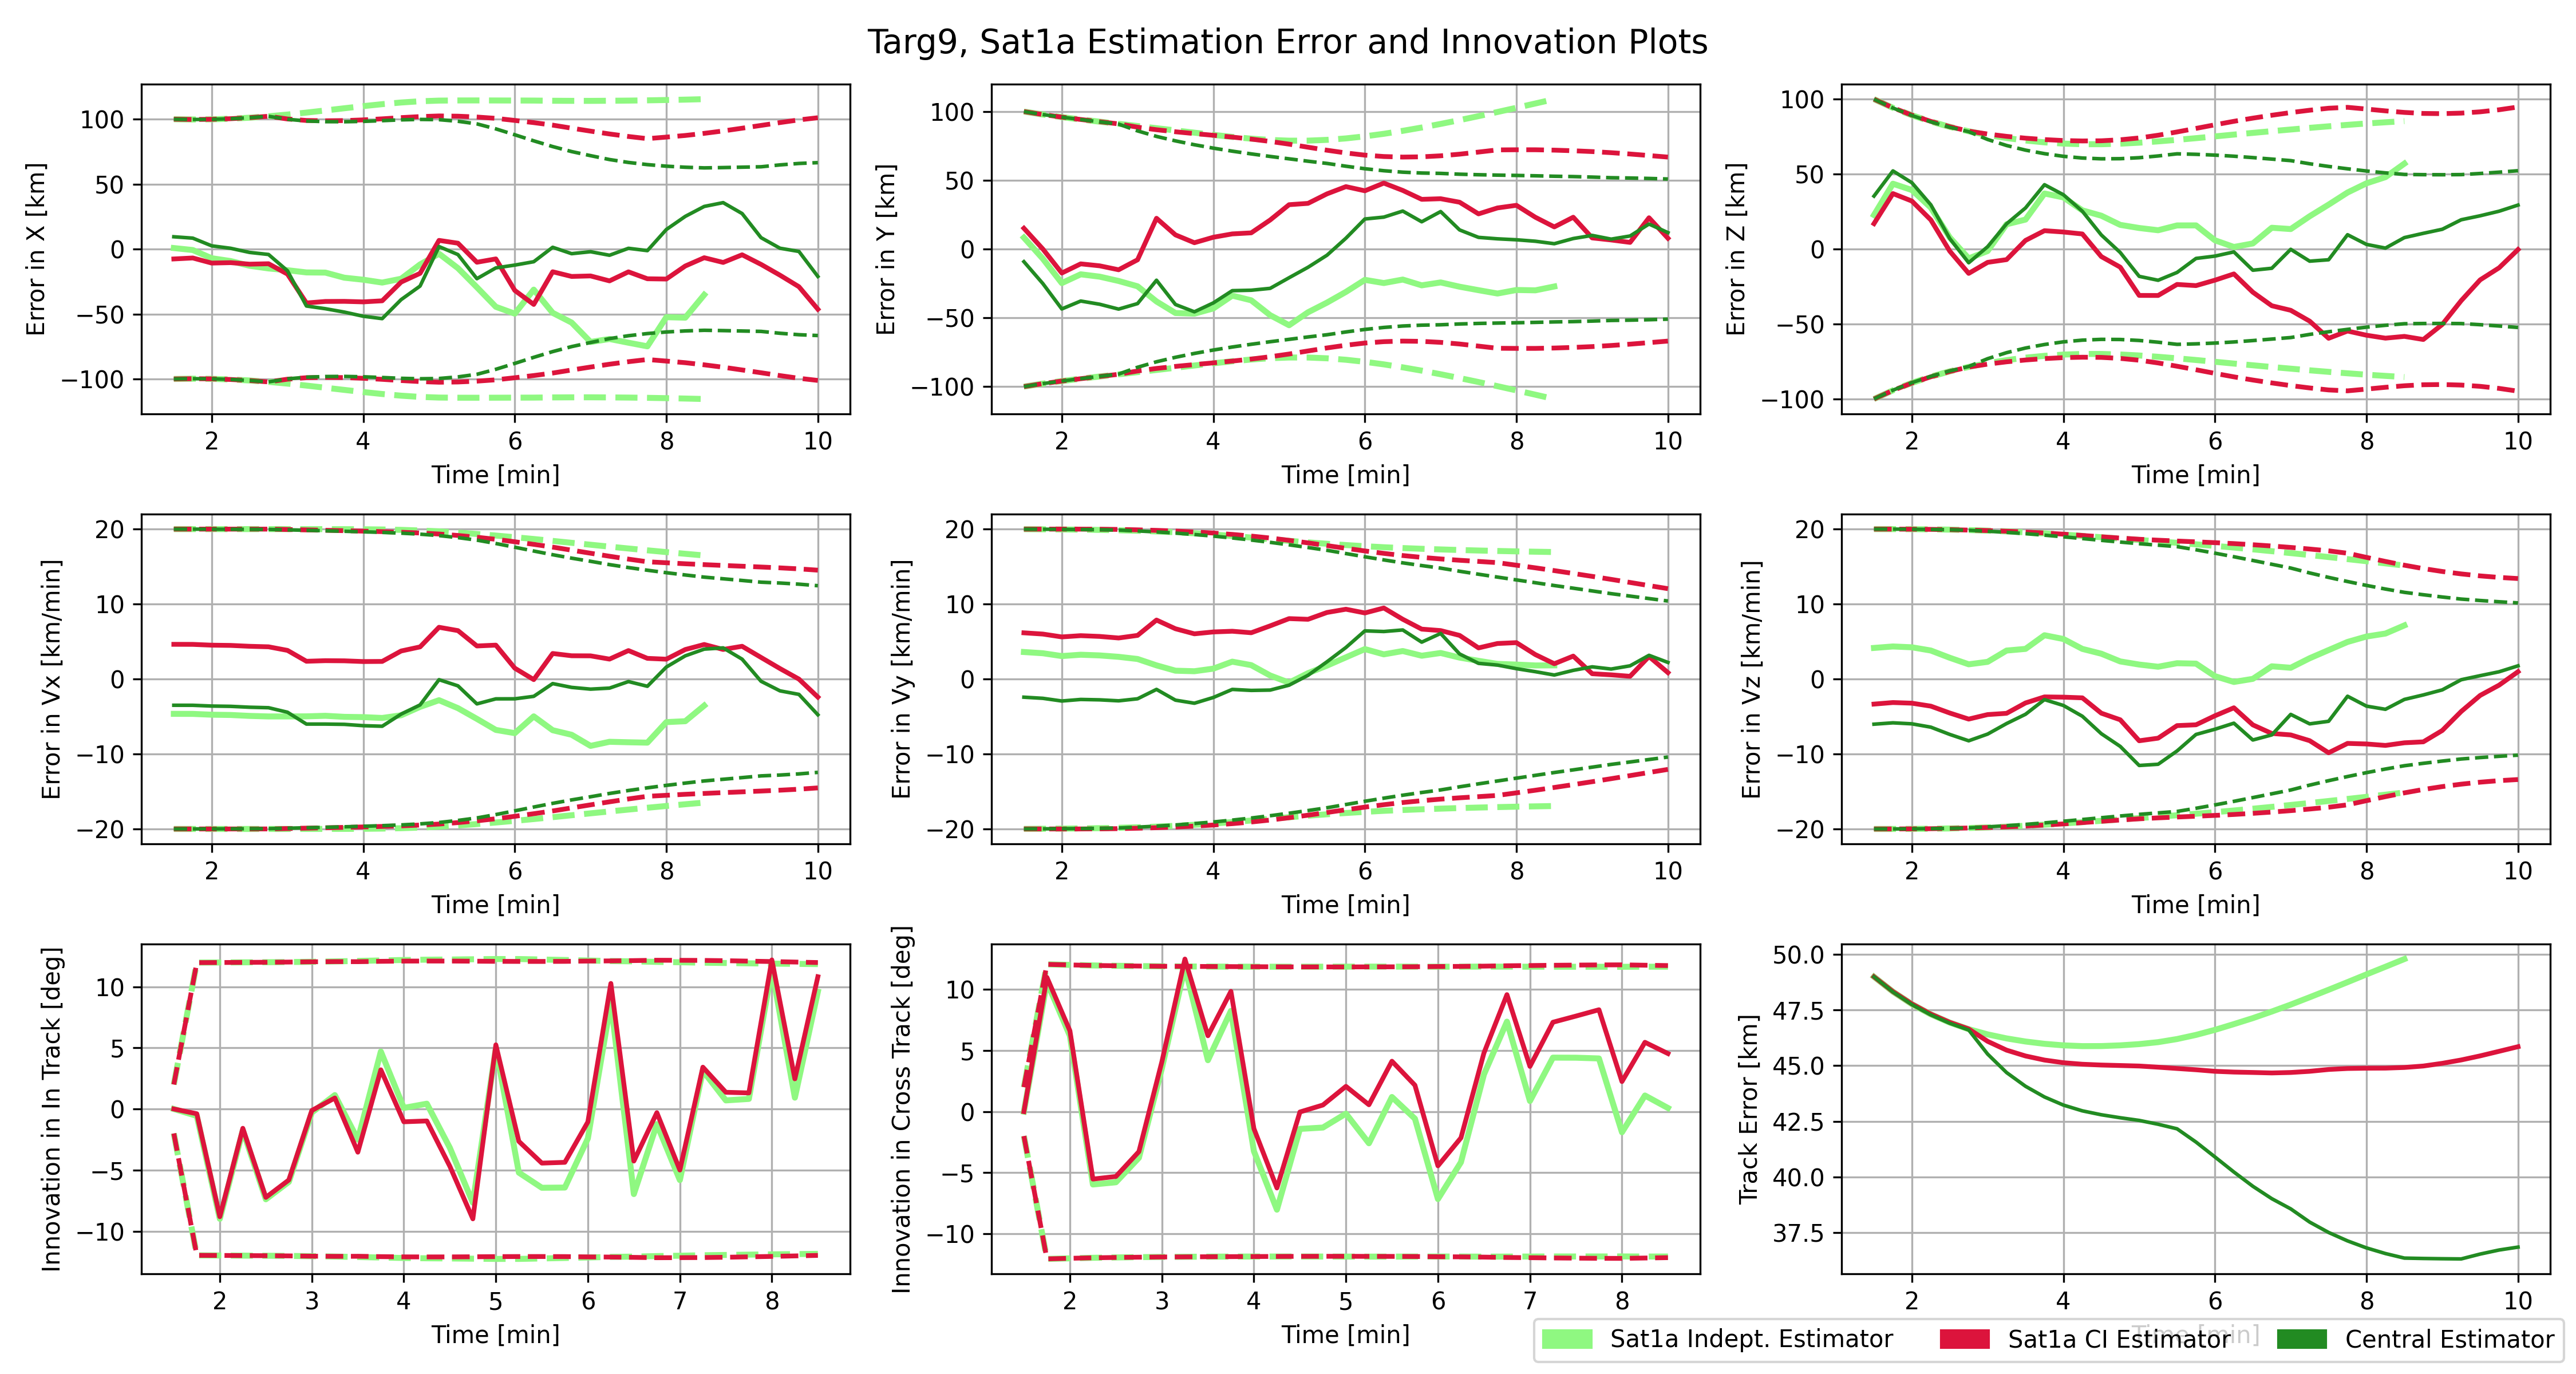 Targ9, Sat1a Estimation Error and Innovation Plots
Error in X [km]
100
50
0
−50
−100
2 4 6 8 10
Time [min]
Error in Y [km]
100
50
0
−50
−100
2 4 6 8 10
Time [min]
Error in Z [km]
100
50
0
−50
−100
2 4 6 8 10
Time [min]
Error in Vx [km/min]
20
10
0
−10
−20
2 4 6 8 10
Time [min]
Error in Vy [km/min]
20
10
0
−10
−20
2 4 6 8 10
Time [min]
Error in Vz [km/min]
20
10
0
−10
−20
2 4 6 8 10
Time [min]
Innovation in In Track [deg]
10
5
0
−5
−10
2 3 4 5 6 7 8
Time [min]
Innovation in Cross Track [deg]
10
5
0
−5
−10
2 3 4 5 6 7 8
Time [min]
Track Error [km]
50.0
47.5
45.0
42.5
40.0
37.5
2 4 6 8 10
Time [min]
Sat1a Indept. Estimator
Sat1a CI Estimator
Central Estimator